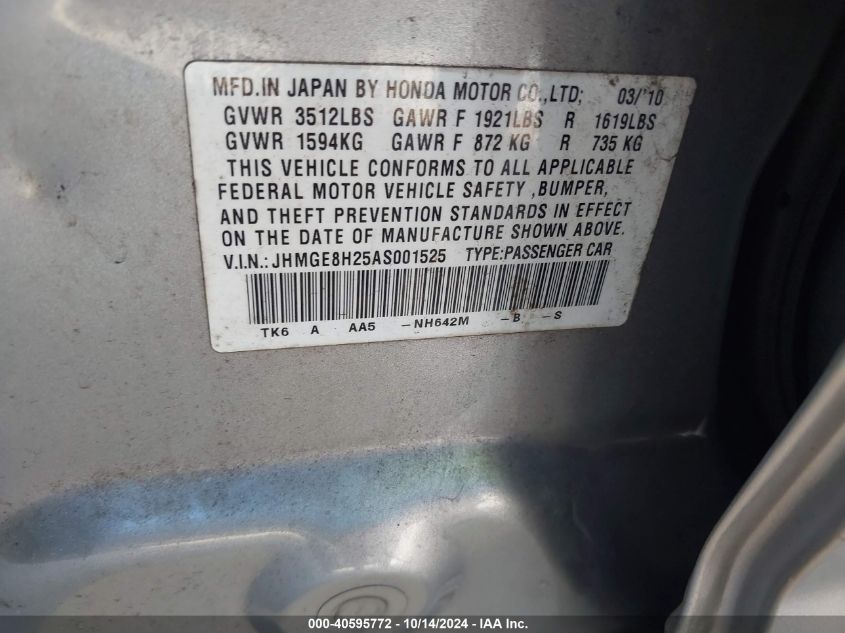 MFD.IN JAPAN BY HONDA MOTOR CO.,LTD; 03/'10
GVWR 3512LBS GAWR F 1921LBS R 1619LBS
GVWR 1594KG GAWR F 872 KG R 735 KG
THIS VEHICLE CONFORMS TO ALL APPLICABLE
FEDERAL MOTOR VEHICLE SAFETY ,BUMPER,
AND THEFT PREVENTION STANDARDS IN EFFECT
ON THE DATE OF MANUFACTURE SHOWN ABOVE.
V.I.N.: JHMGE8H25AS001525 TYPE:PASSENGER CAR
TK6 A AA5 –NH642M –B –S
000-40595772 - 10/14/2024 - IAA Inc.